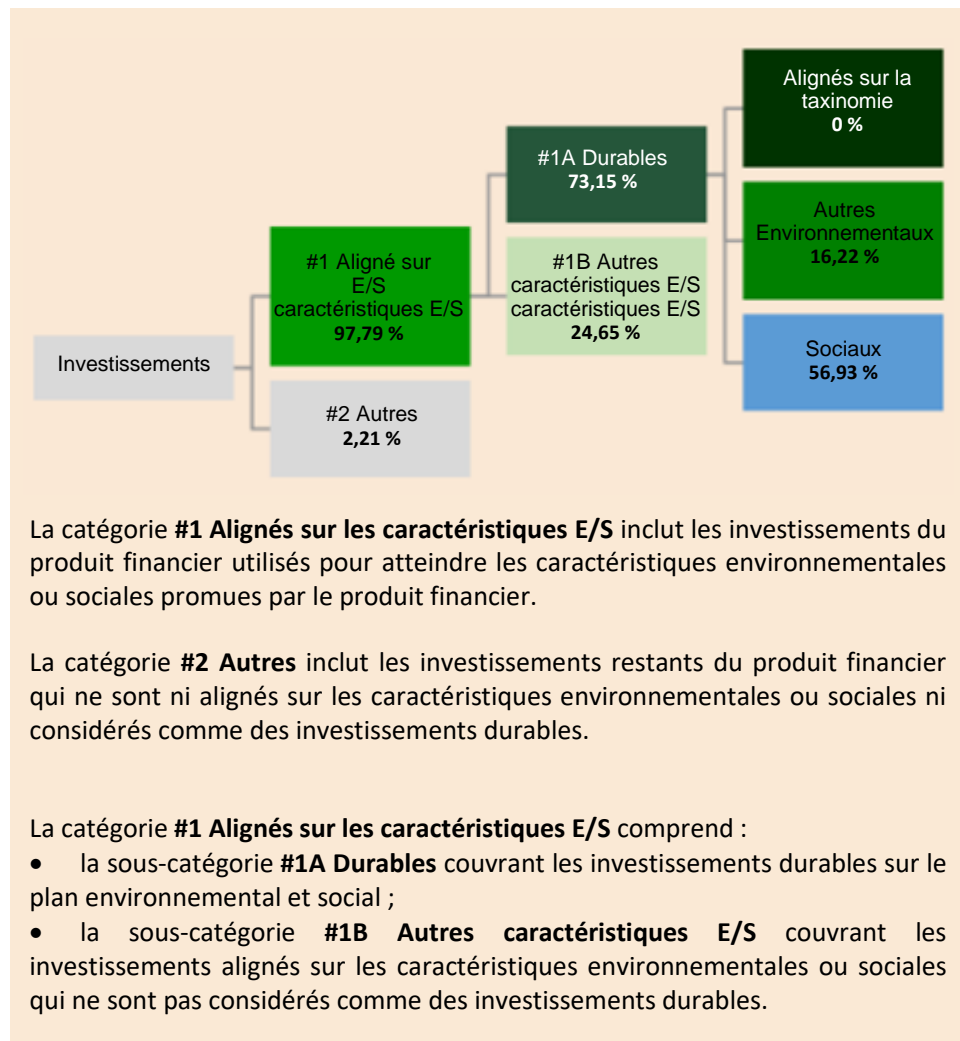 Alignés sur la
taxinomie
0 %
#1A Durables
73,15 %
Autres
Environnementaux
16,22 %
#1 Aligné sur
E/S
caractéristiques E/S
97,79 %
#1B Autres
caractéristiques E/S
caractéristiques E/S
24,65 %
Investissements
Sociaux
56,93 %
#2 Autres
2,21 %
La catégorie #1 Alignés sur les caractéristiques E/S inclut les investissements du
produit financier utilisés pour atteindre les caractéristiques environnementales
ou sociales promues par le produit financier.
La catégorie #2 Autres inclut les investissements restants du produit financier
qui ne sont ni alignés sur les caractéristiques environnementales ou sociales ni
considérés comme des investissements durables.
La catégorie #1 Alignés sur les caractéristiques E/S comprend :
• la sous-catégorie #1A Durables couvrant les investissements durables sur le
plan environnemental et social ;
• la sous-catégorie #1B Autres caractéristiques E/S couvrant les
investissements alignés sur les caractéristiques environnementales ou sociales
qui ne sont pas considérés comme des investissements durables.